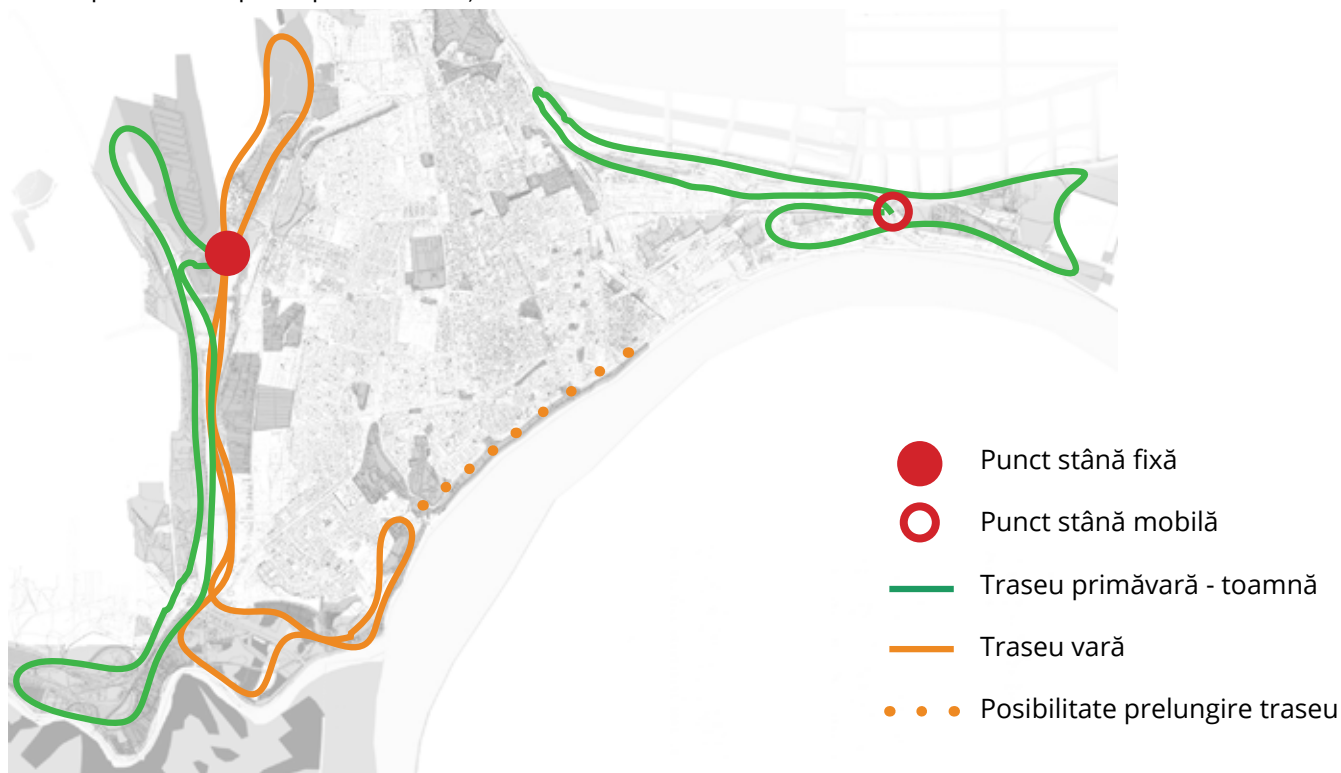 Punct stână fixă
Punct stână mobilă
Traseu primăvară - toamnă
Traseu vară
Posibilitate prelungire traseu